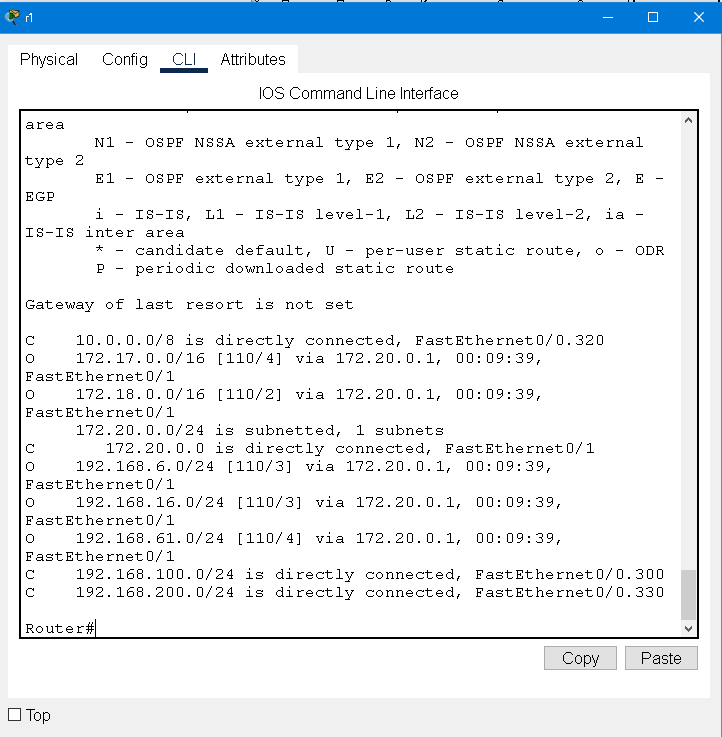 r1
Physical Config CLI Attributes
IOS Command Line Interface
area
N1 - OSPF NSSA external type 1, N2 - OSPF NSSA external
type 2
E1 - OSPF external type 1, E2 - OSPF external type 2, E -
EGP
i - IS-IS, L1 - IS-IS level-1, L2 - IS-IS level-2, ia -
IS-IS inter area
* - candidate default, U - per-user static route, o - ODR
P - periodic downloaded static route
Gateway of last resort is not set
C 10.0.0.0/8 is directly connected, FastEthernet0/0.320
O 172.17.0.0/16 [110/4] via 172.20.0.1, 00:09:39,
FastEthernet0/1
O 172.18.0.0/16 [110/2] via 172.20.0.1, 00:09:39,
FastEthernet0/1
172.20.0.0/24 is subnetted, 1 subnets
C 172.20.0.0 is directly connected, FastEthernet0/1
O 192.168.6.0/24 [110/3] via 172.20.0.1, 00:09:39,
FastEthernet0/1
O 192.168.16.0/24 [110/3] via 172.20.0.1, 00:09:39,
FastEthernet0/1
O 192.168.61.0/24 [110/4] via 172.20.0.1, 00:09:39,
FastEthernet0/1
C 192.168.100.0/24 is directly connected, FastEthernet0/0.300
C 192.168.200.0/24 is directly connected, FastEthernet0/0.330
Router#
Copy Paste
Top